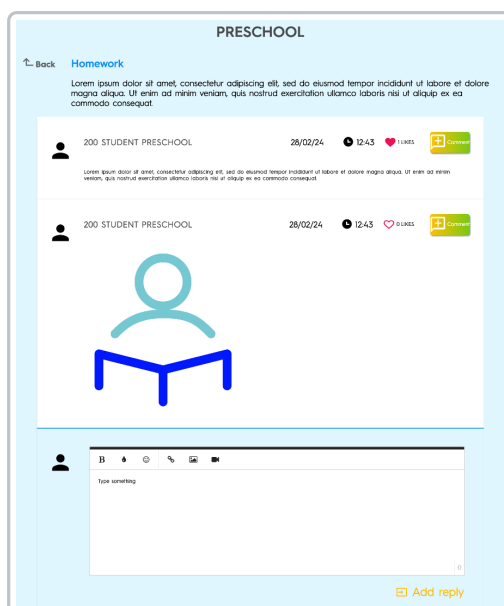 PRESCHOOL
Back
Homework
Lorem ipsum dolor sit amet, consectetur adipiscing elit, sed do eiusmod tempor incididunt ut labore et dolore
magna aliqua. Ut enim ad minim veniam, quis nostrud exercitation ullamco laboris nisi ut aliquip ex ea
commodo consequat.
200 STUDENT PRESCHOOL 28/02/24 12:43 1 LIKES Comment
Lorem ipsum dolor sit amet, consectetur adipiscing elit, sed do eiusmod tempor incididunt ut labore et dolore magna aliqua. Ut enim ad minim
veniam, quis nostrud exercitation ullamco laboris nisi ut aliquip ex ea commodo consequat.
200 STUDENT PRESCHOOL 28/02/24 12:43 0 LIKES Comment
B
Type something
0
Add reply